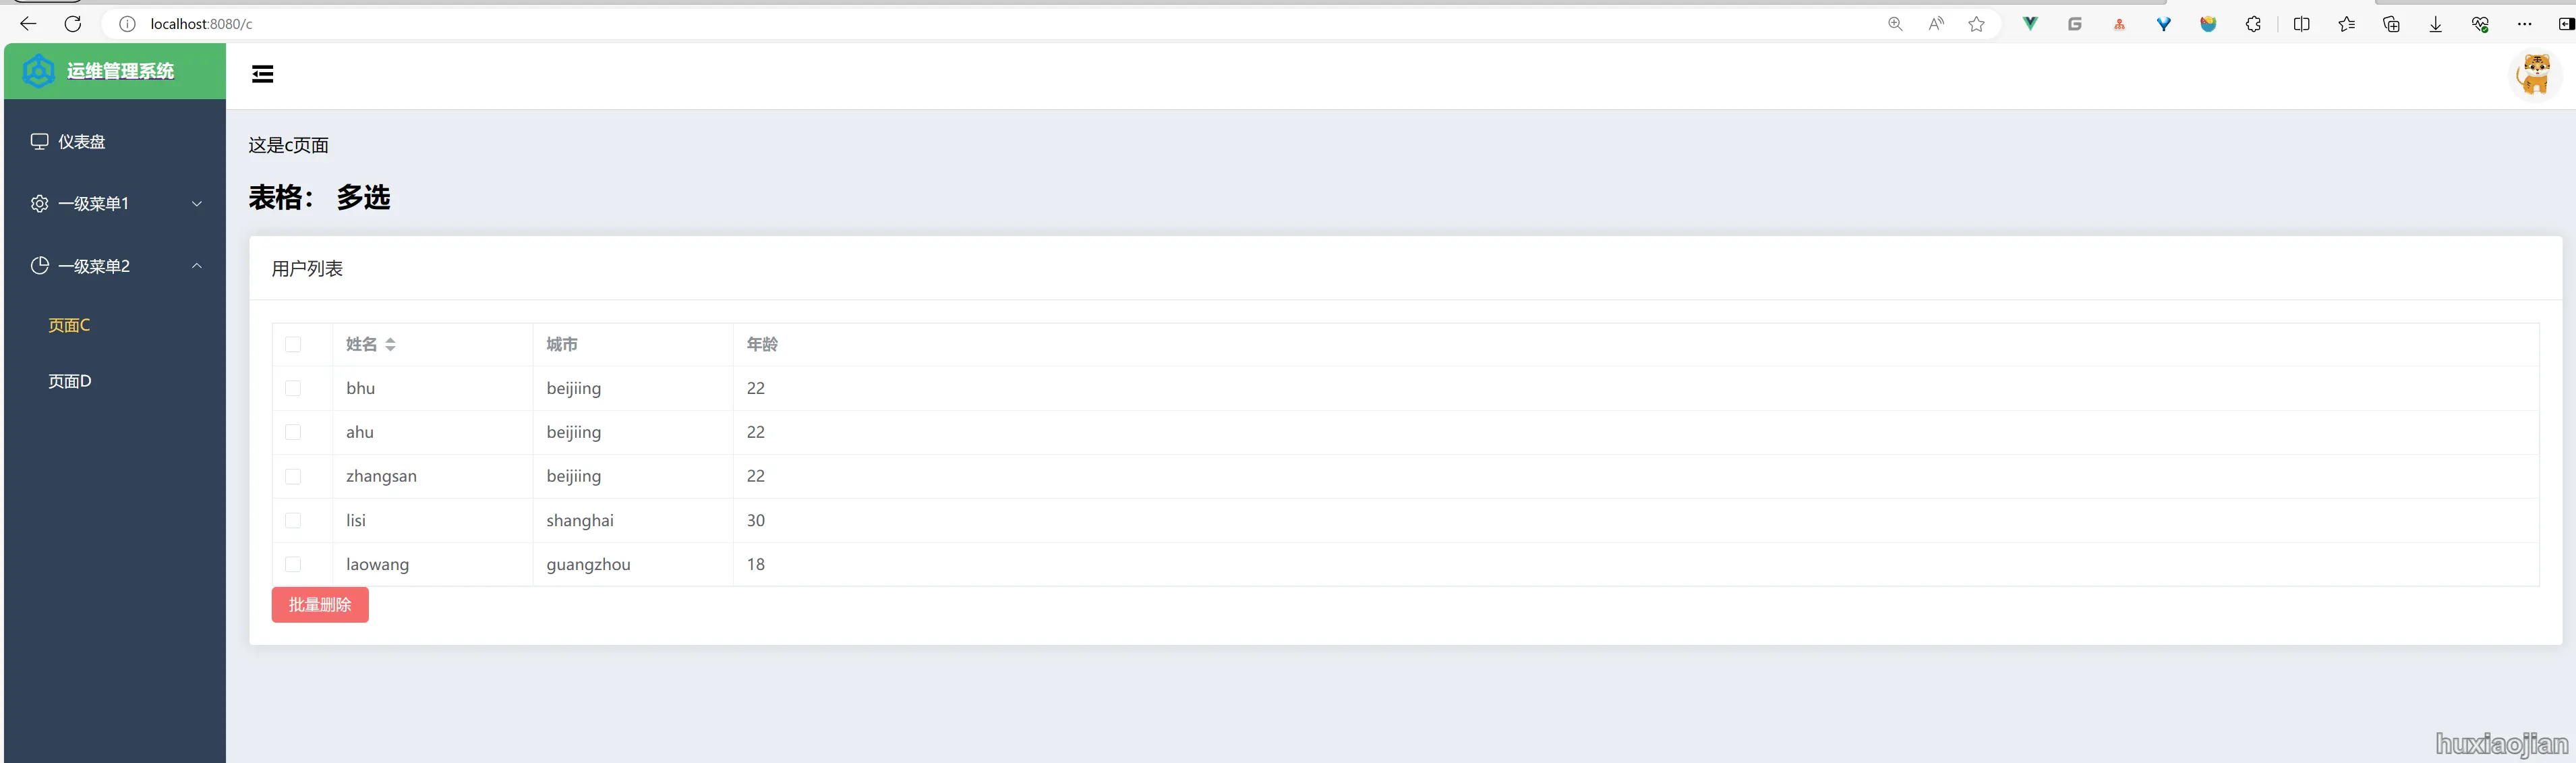 localhost:8080/c
运维管理系统
仪表盘
一级菜单1
一级菜单2
页面C
页面D
这是c页面
表格： 多选
用户列表
姓名 城市 年龄
bhu beijiing 22
ahu beijiing 22
zhangsan beijiing 22
lisi shanghai 30
laowang guangzhou 18
批量删除
huxiaojian